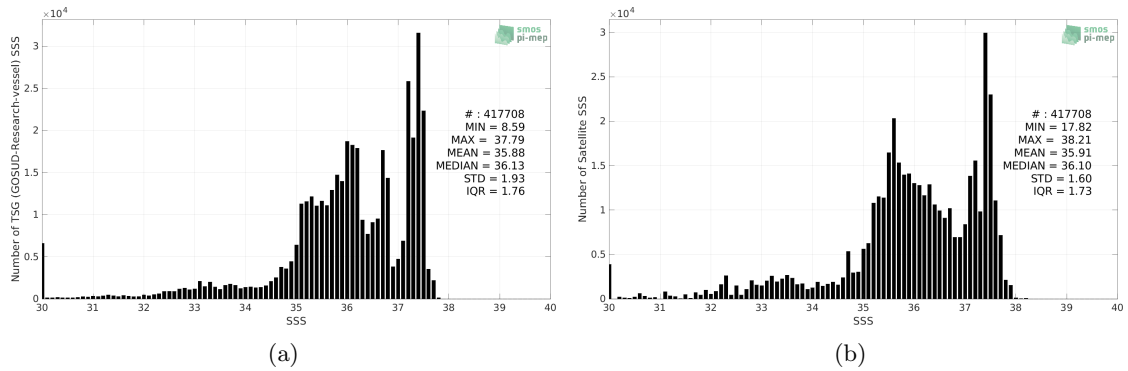 ×10⁴
smos
pi-mep
Number of TSG (GOSUD-Research-vessel) SSS
3
2.5
2
1.5
1
0.5
0
# : 417708
MIN = 8.59
MAX = 37.79
MEAN = 35.88
MEDIAN = 36.13
STD = 1.93
IQR = 1.76
30 31 32 33 34 35 36 37 38 39 40
SSS
(a)
×10⁴
smos
pi-mep
Number of Satellite SSS
3
2.5
2
1.5
1
0.5
0
# : 417708
MIN = 17.82
MAX = 38.21
MEAN = 35.91
MEDIAN = 36.10
STD = 1.60
IQR = 1.73
30 31 32 33 34 35 36 37 38 39 40
SSS
(b)